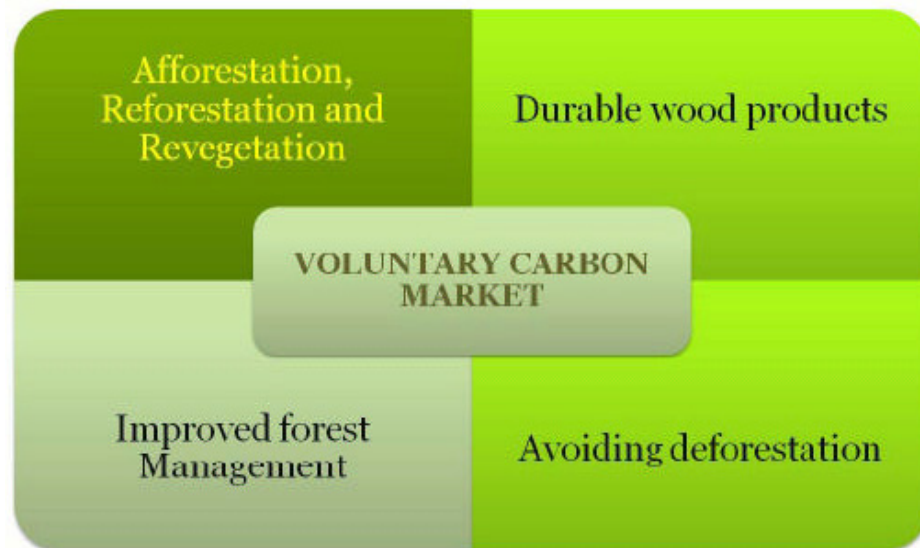 Afforestation,
Reforestation and
Revegetation
Durable wood products
VOLUNTARY CARBON
MARKET
Improved forest
Management
Avoiding deforestation